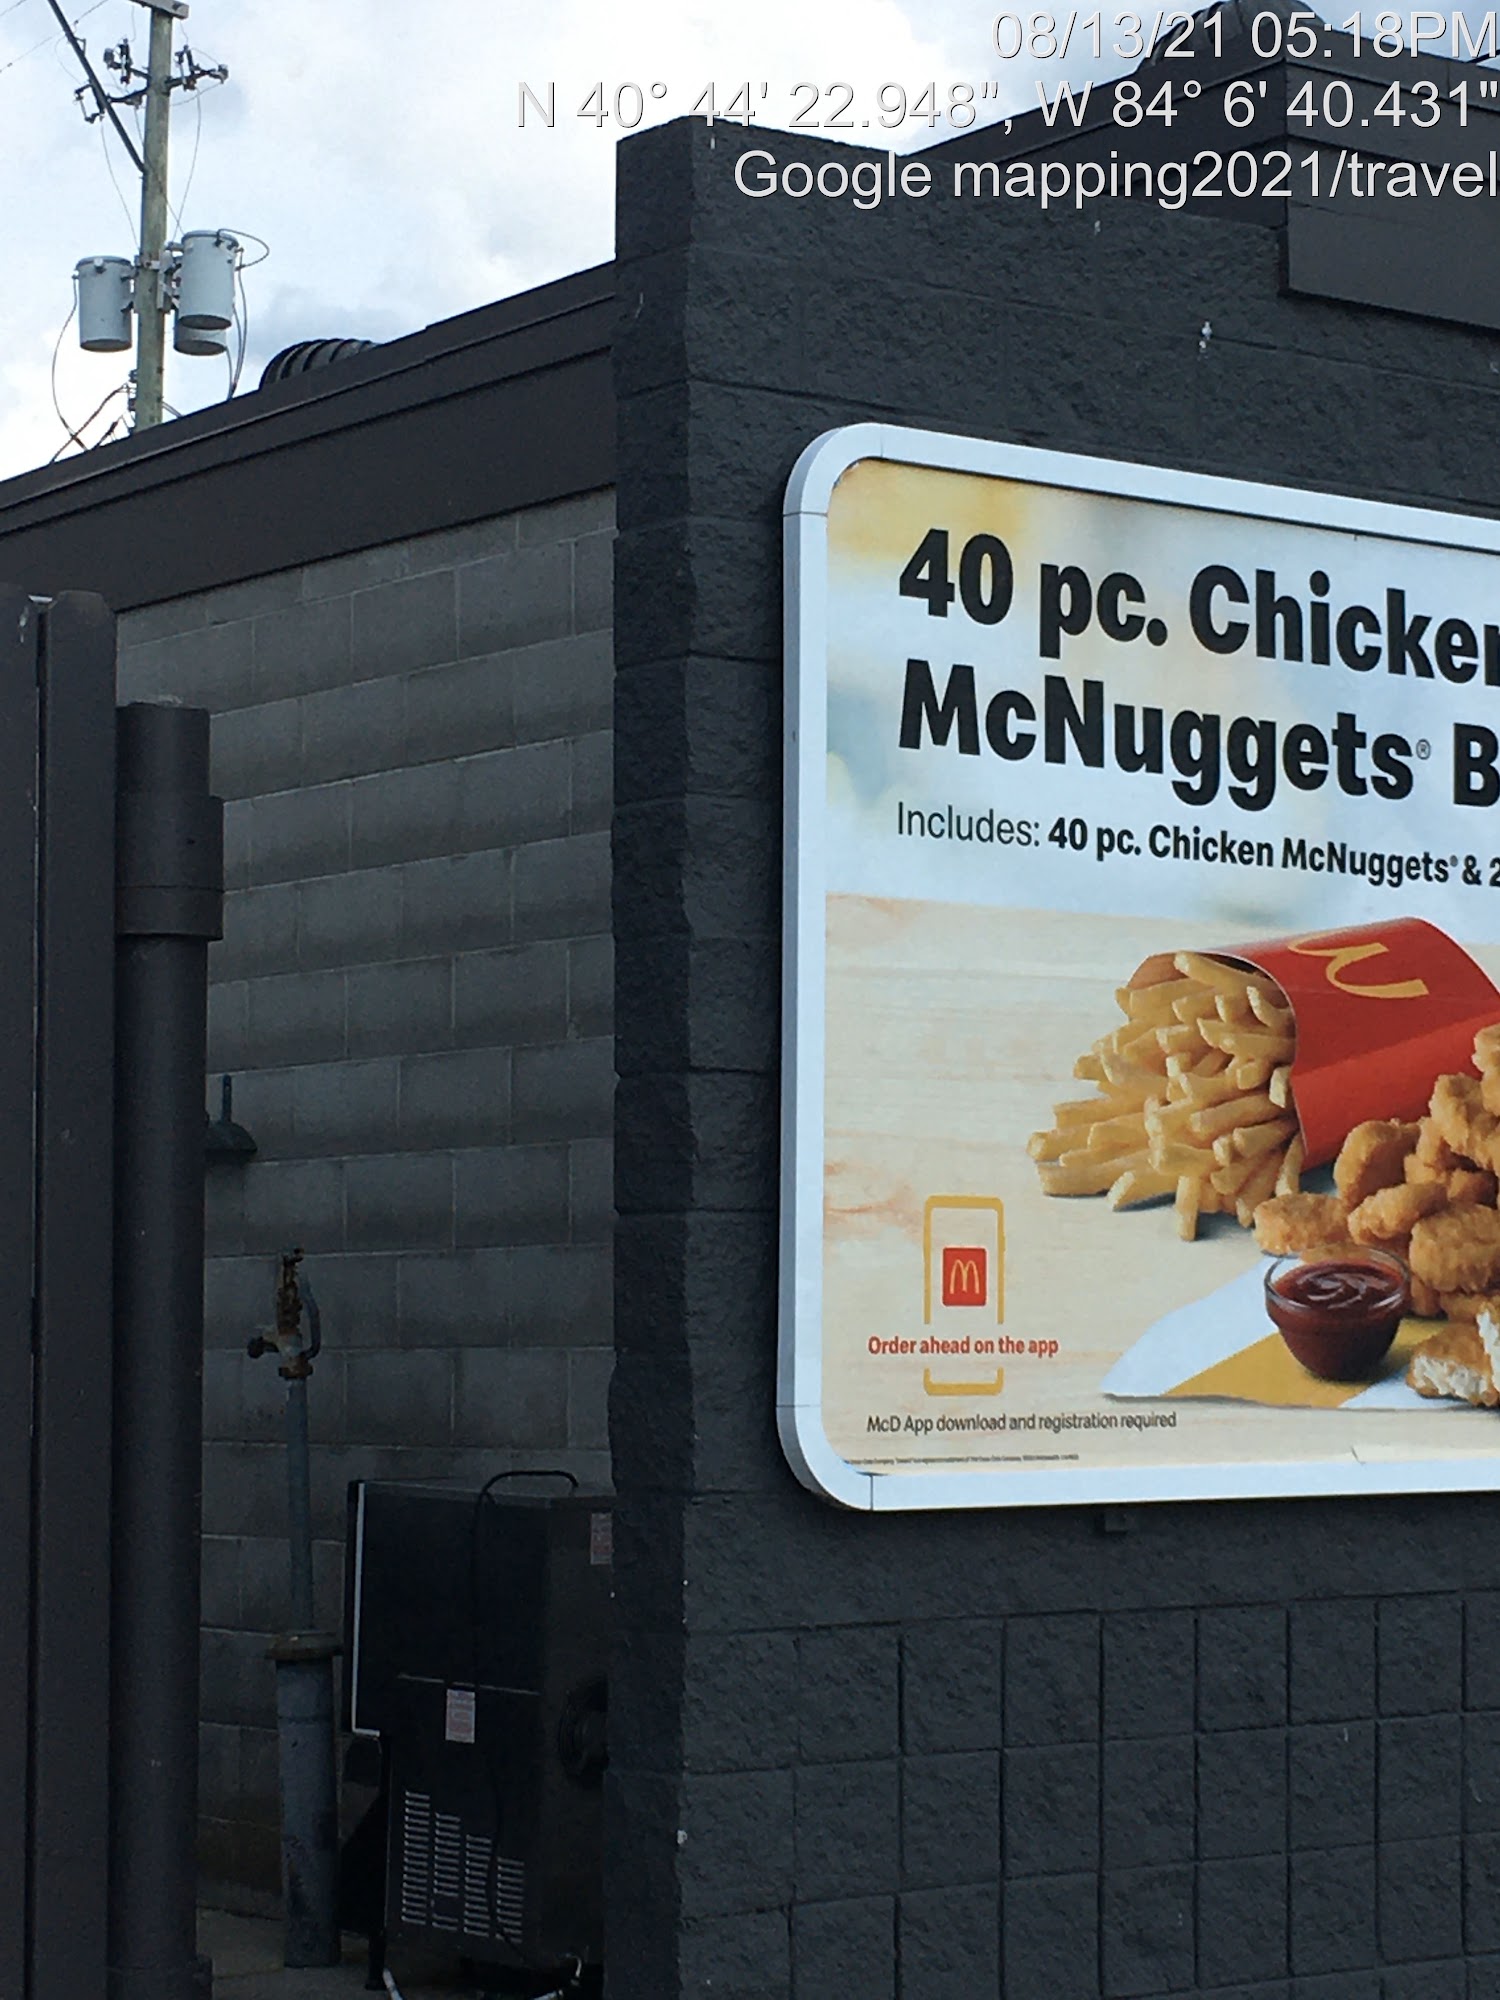 08/13/21 05:18PM
N 40° 44' 22.948", W 84° 6' 40.431"
Google mapping2021/travel
40 pc. Chicken
McNuggets® B
Includes: 40 pc. Chicken McNuggets® & 2
Order ahead on the app
McD App download and registration required